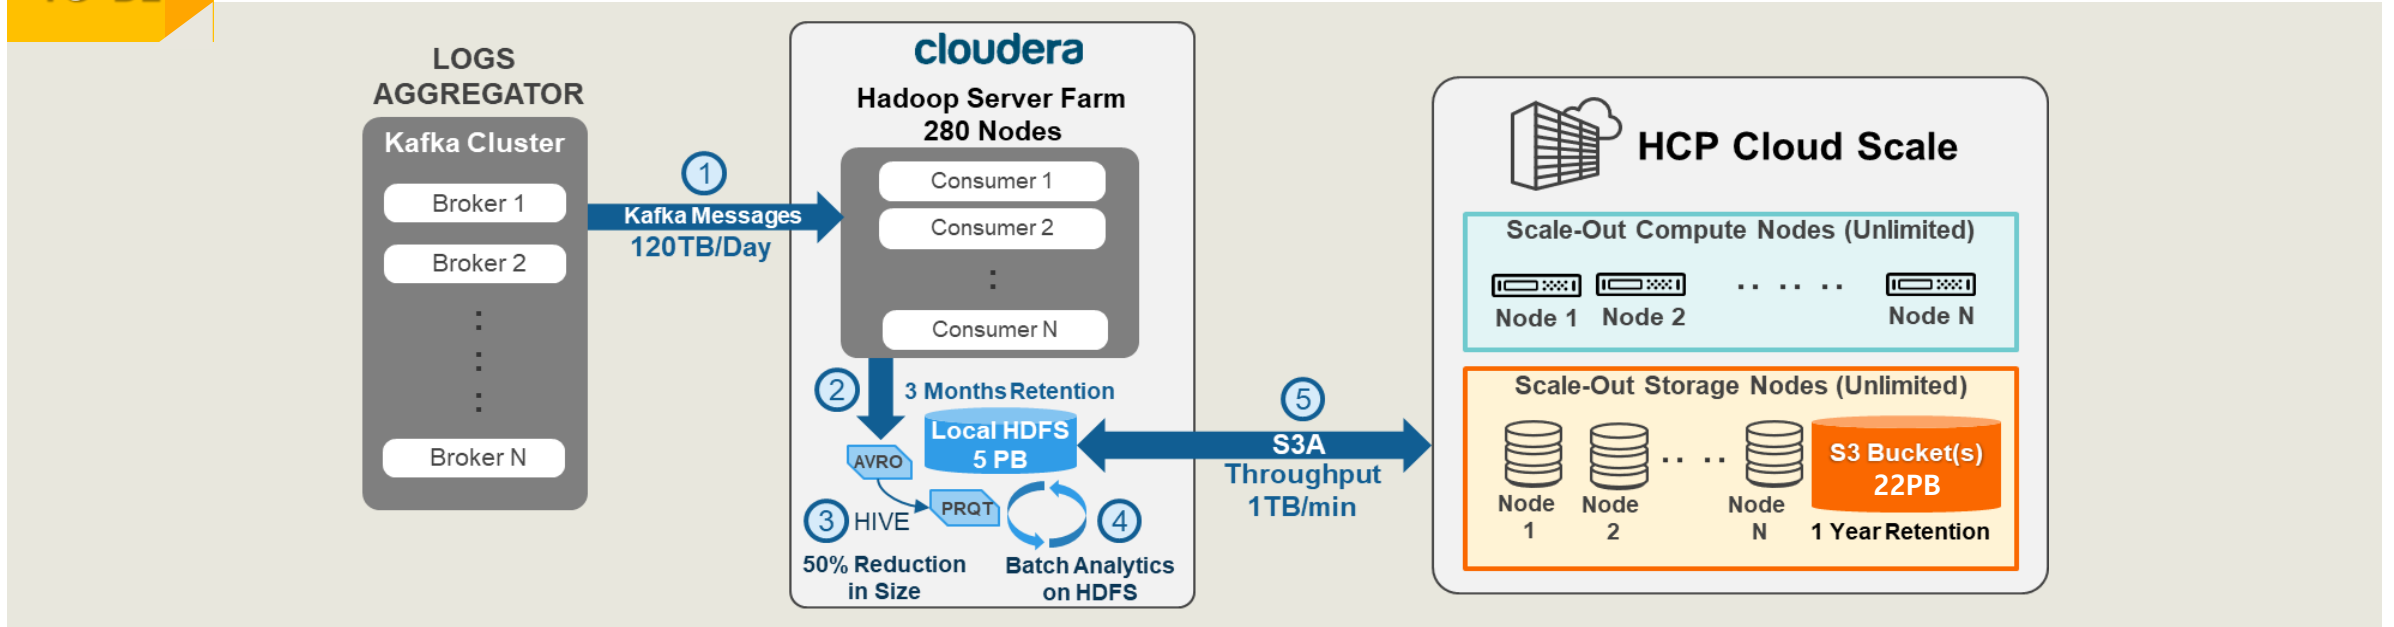 LOGS
AGGREGATOR
Kafka Cluster
Broker 1
Broker 2
Broker N
1
Kafka Messages
120TB/Day
cloudera
Hadoop Server Farm
280 Nodes
Consumer 1
Consumer 2
Consumer N
2
3 Months Retention
Local HDFS
5 PB
AVRO
PRQT
3 HIVE
4
50% Reduction
in Size
Batch Analytics
on HDFS
5
S3A
Throughput
1TB/min
HCP Cloud Scale
Scale-Out Compute Nodes (Unlimited)
Node 1
Node 2
Node N
Scale-Out Storage Nodes (Unlimited)
Node
1
Node
2
Node
N
S3 Bucket(s)
22PB
1 Year Retention